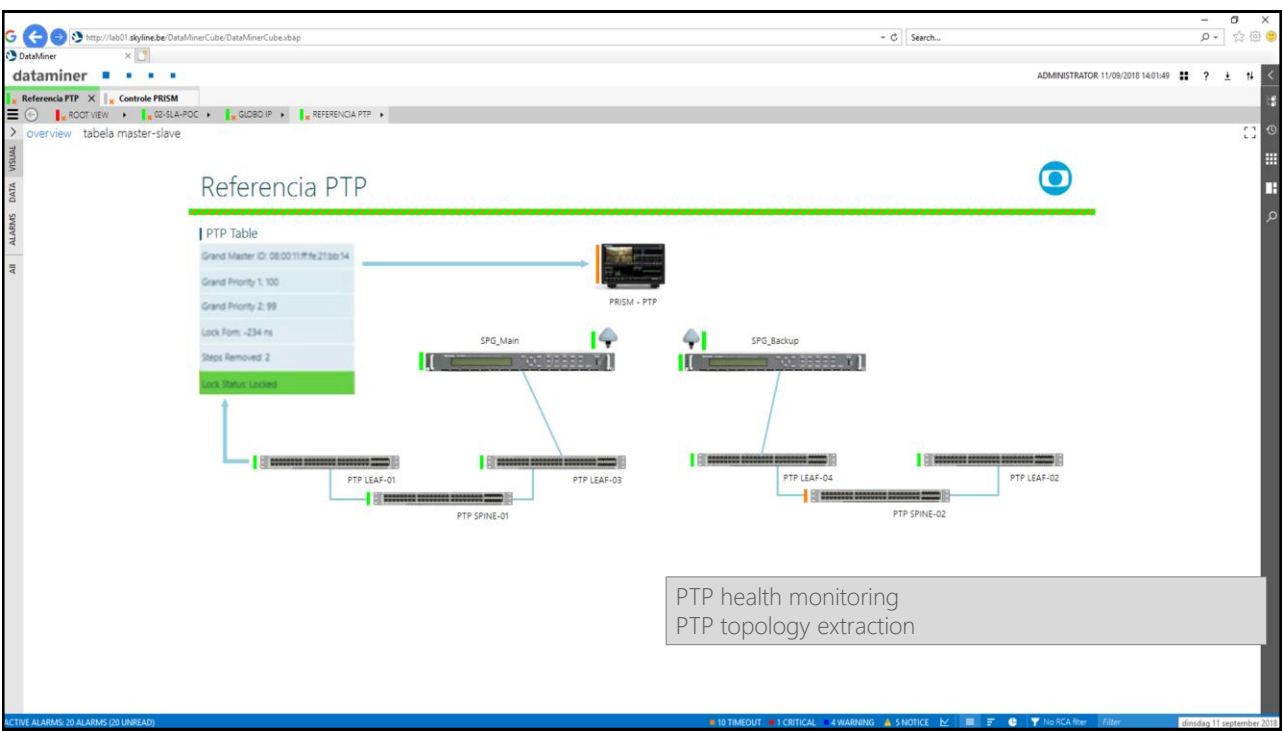 http://lab01.skyline.be/DataMinerCube/DataMinerCube.xbap
Search...
DataMiner
dataminer
ADMINISTRATOR 11/09/2018 14:01:49
Referencia PTP
Controle PRISM
ROOT VIEW
02-SLA-POC
GLOBO IP
REFERENCIA PTP
overview tabela master-slave
VISUAL
DATA
ALARMS
All
Referencia PTP
PTP Table
Grand Master ID: 08:00:11:ff:fe:21:bb:14
Grand Priority 1: 100
Grand Priority 2: 99
Lock Fom: -234 ns
Steps Removed: 2
Lock Status: Locked
PRISM - PTP
SPG_Main
SPG_Backup
PTP LEAF-01
PTP LEAF-03
PTP LEAF-04
PTP LEAF-02
PTP SPINE-01
PTP SPINE-02
PTP health monitoring
PTP topology extraction
ACTIVE ALARMS: 20 ALARMS (20 UNREAD)
10 TIMEOUT
1 CRITICAL
4 WARNING
5 NOTICE
No RCA filter
Filter
dinsdag 11 september 2018